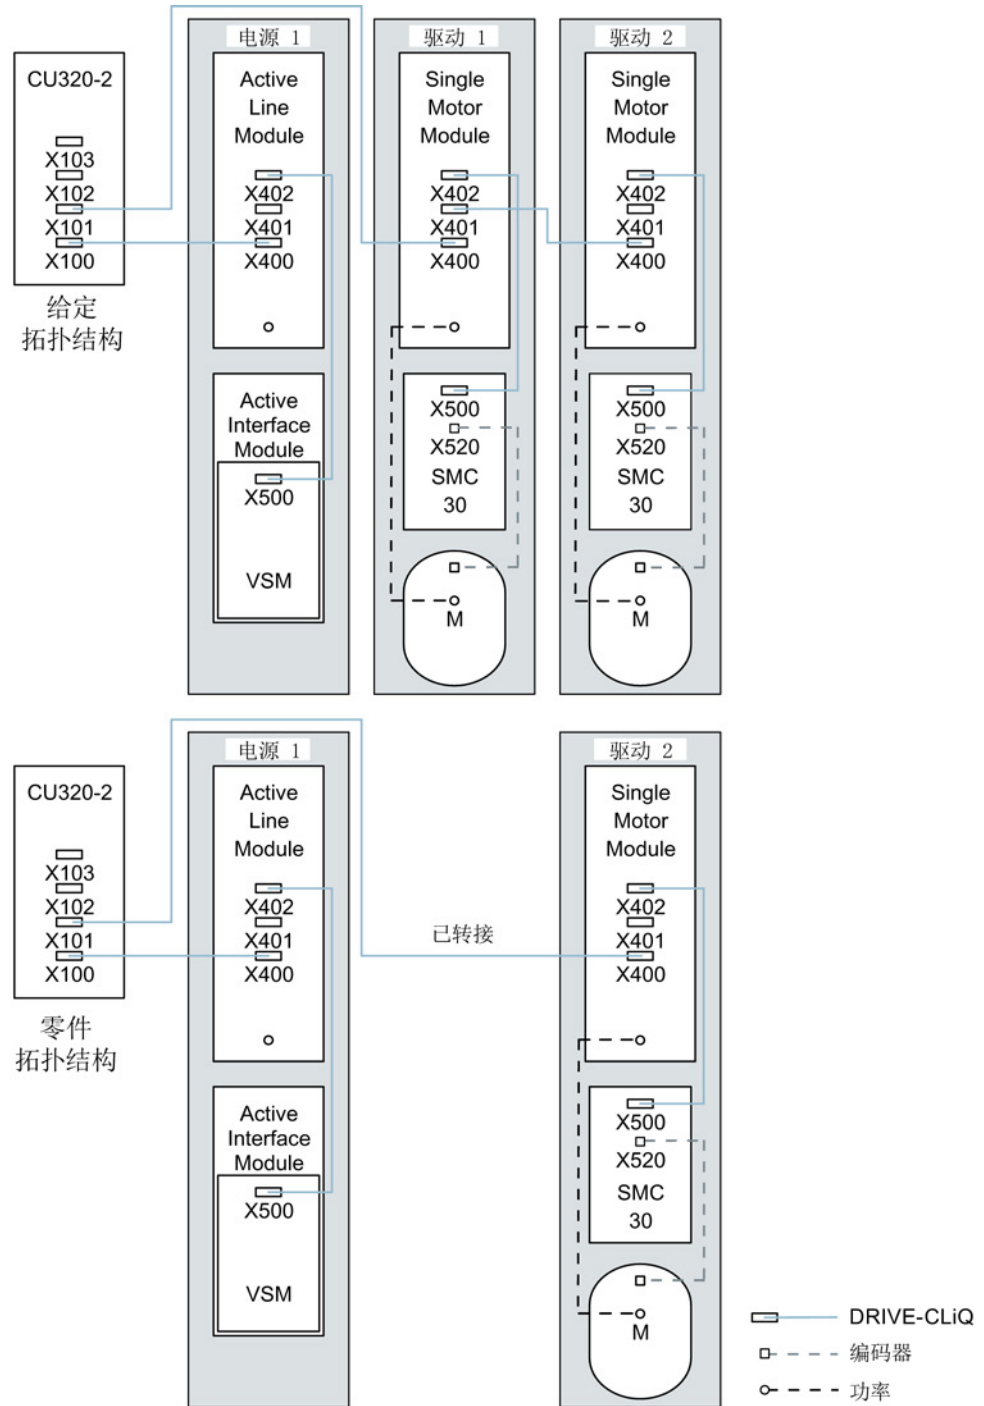 电源 1
驱动 1
驱动 2
CU320-2
X103
X102
X101
X100
给定
拓扑结构
Active
Line
Module
X402
X401
X400
Active
Interface
Module
X500
VSM
Single
Motor
Module
X402
X401
X400
X500
X520
SMC
30
M
Single
Motor
Module
X402
X401
X400
X500
X520
SMC
30
M
电源 1
驱动 2
CU320-2
X103
X102
X101
X100
零件
拓扑结构
Active
Line
Module
X402
X401
X400
Active
Interface
Module
X500
VSM
已转接
Single
Motor
Module
X402
X401
X400
X500
X520
SMC
30
M
DRIVE-CLiQ
编码器
功率